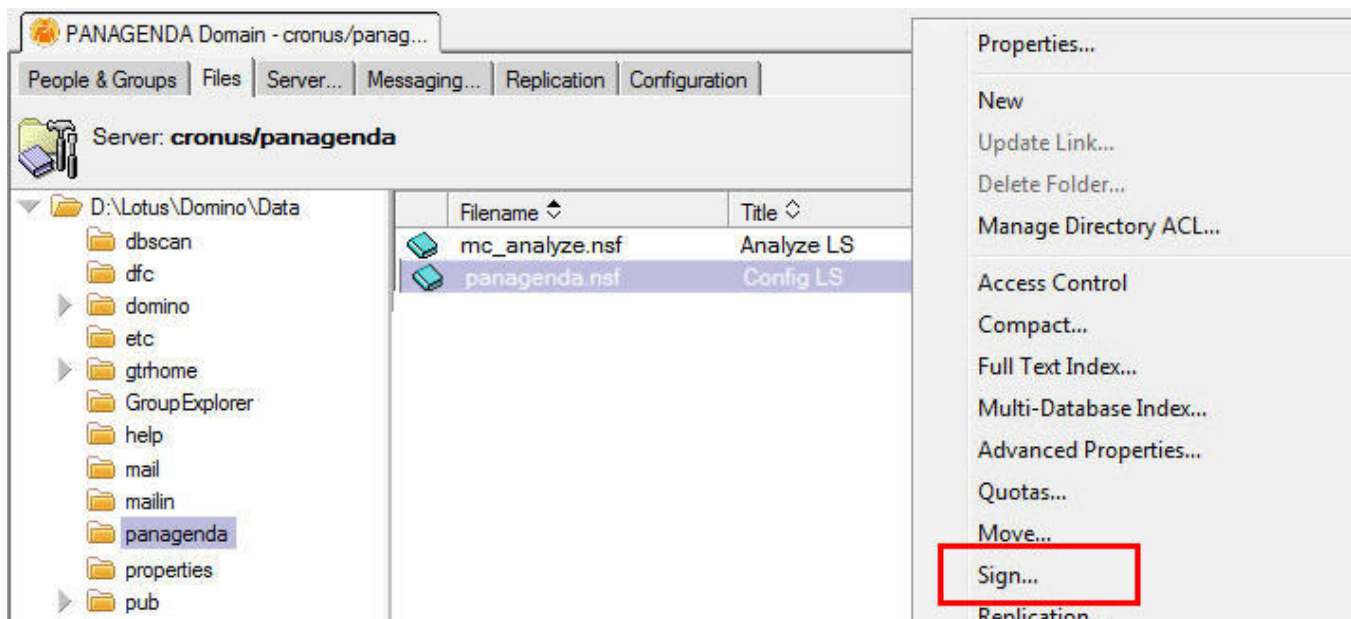 PANAGENDA Domain - cronus/panag...
People & Groups Files Server... Messaging... Replication Configuration
Server: cronus/panagenda
D:\Lotus\Domino\Data
dbscan
dfc
domino
etc
gtrhome
GroupExplorer
help
mail
mailin
panagenda
properties
pub
Filename Title
mc_analyze.nsf Analyze LS
panagenda.nsf Config LS
Properties...
New
Update Link...
Delete Folder...
Manage Directory ACL...
Access Control
Compact...
Full Text Index...
Multi-Database Index...
Advanced Properties...
Quotas...
Move...
Sign...
Replication...